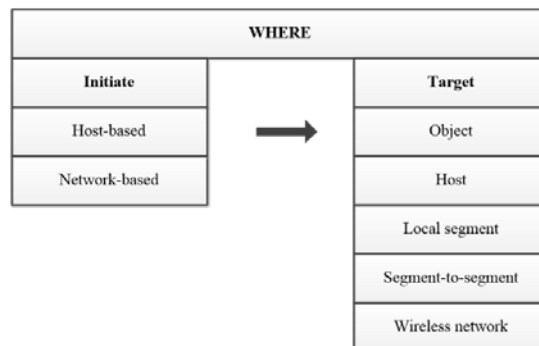 WHERE
Initiate
Target
Host-based
Object
Network-based
Host
Local segment
Segment-to-segment
Wireless network